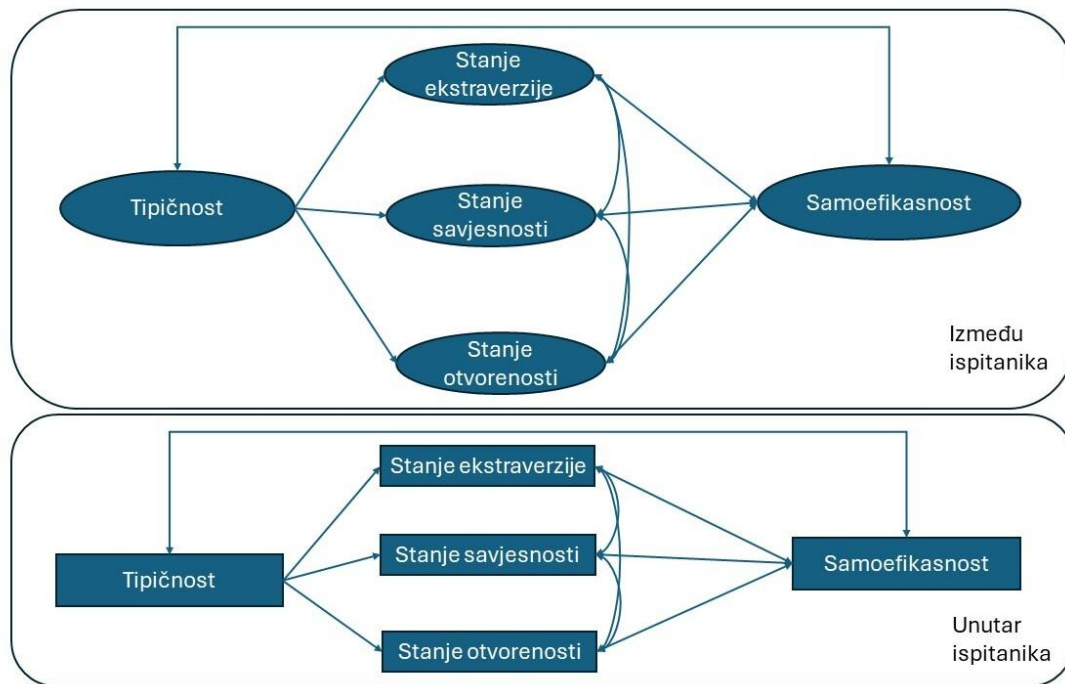 Stanje
ekstraverzije
Tipičnost
Stanje
savjesnosti
Samoefikasnost
Stanje
otvorenosti
Između
ispitanika
Stanje ekstraverzije
Tipičnost
Stanje savjesnosti
Samoefikasnost
Stanje otvorenosti
Unutar
ispitanika